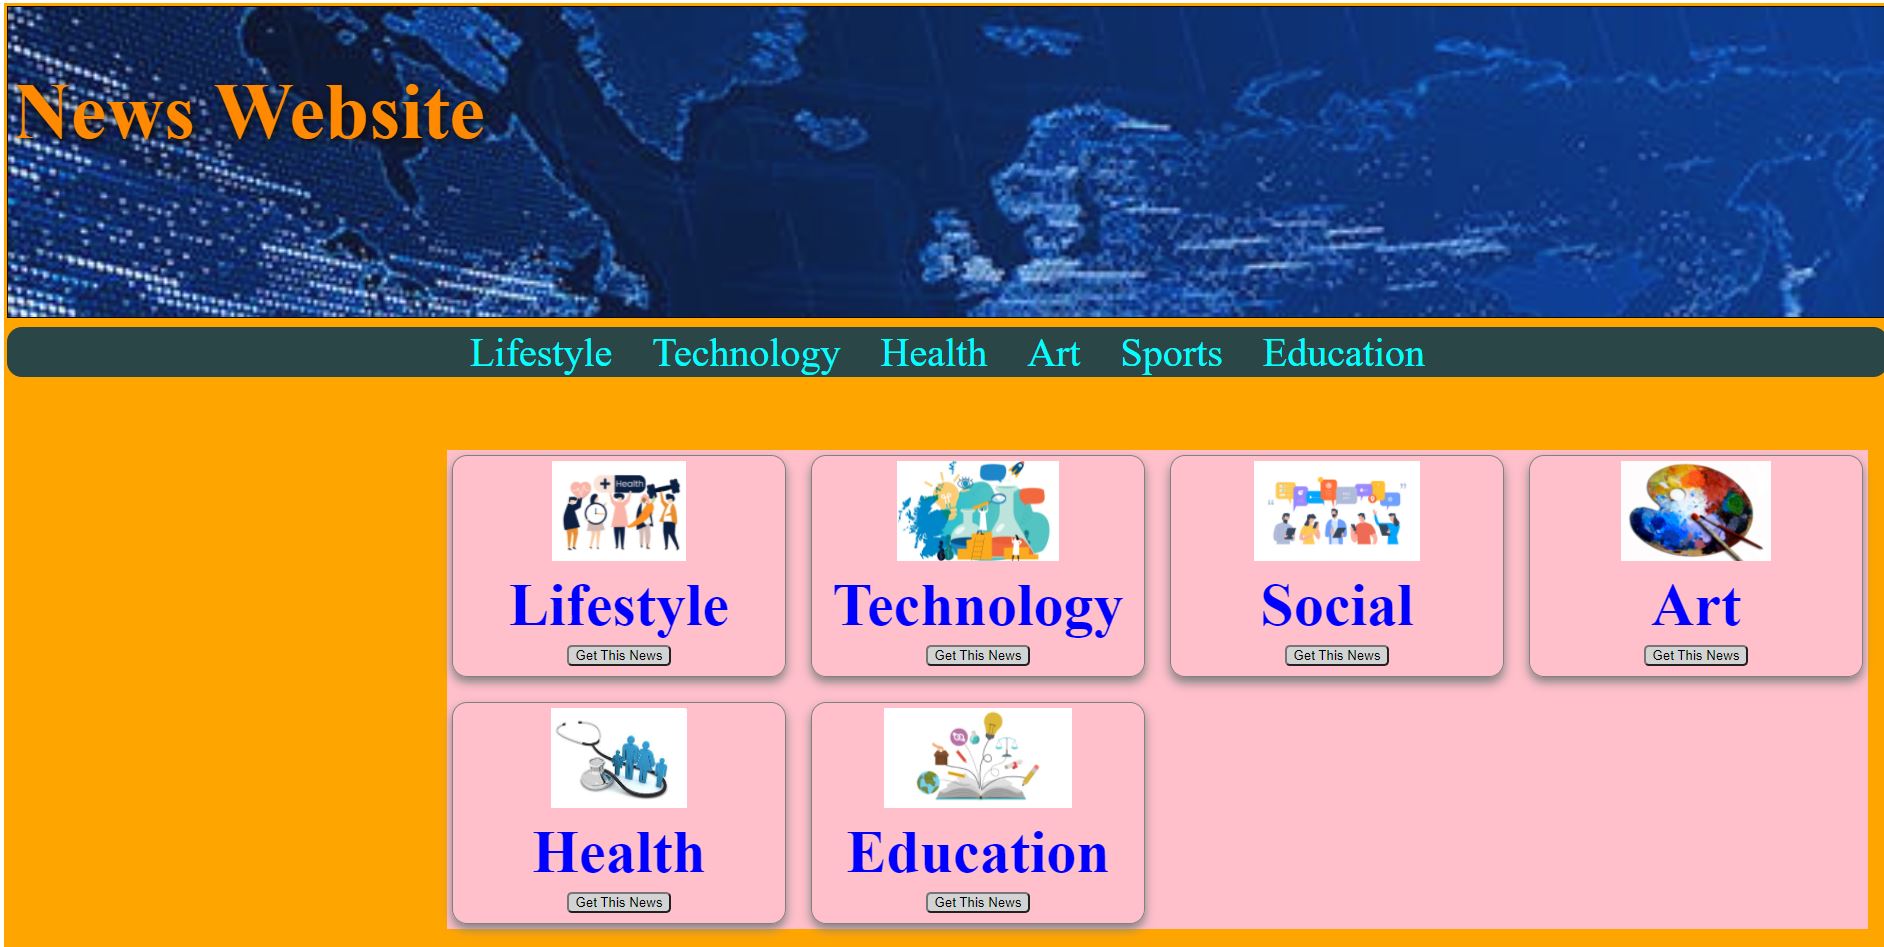 News Website
Lifestyle Technology Health Art Sports Education
Health
Lifestyle Technology Social Art
Get This News Get This News Get This News Get This News
Health Education
Get This News Get This News